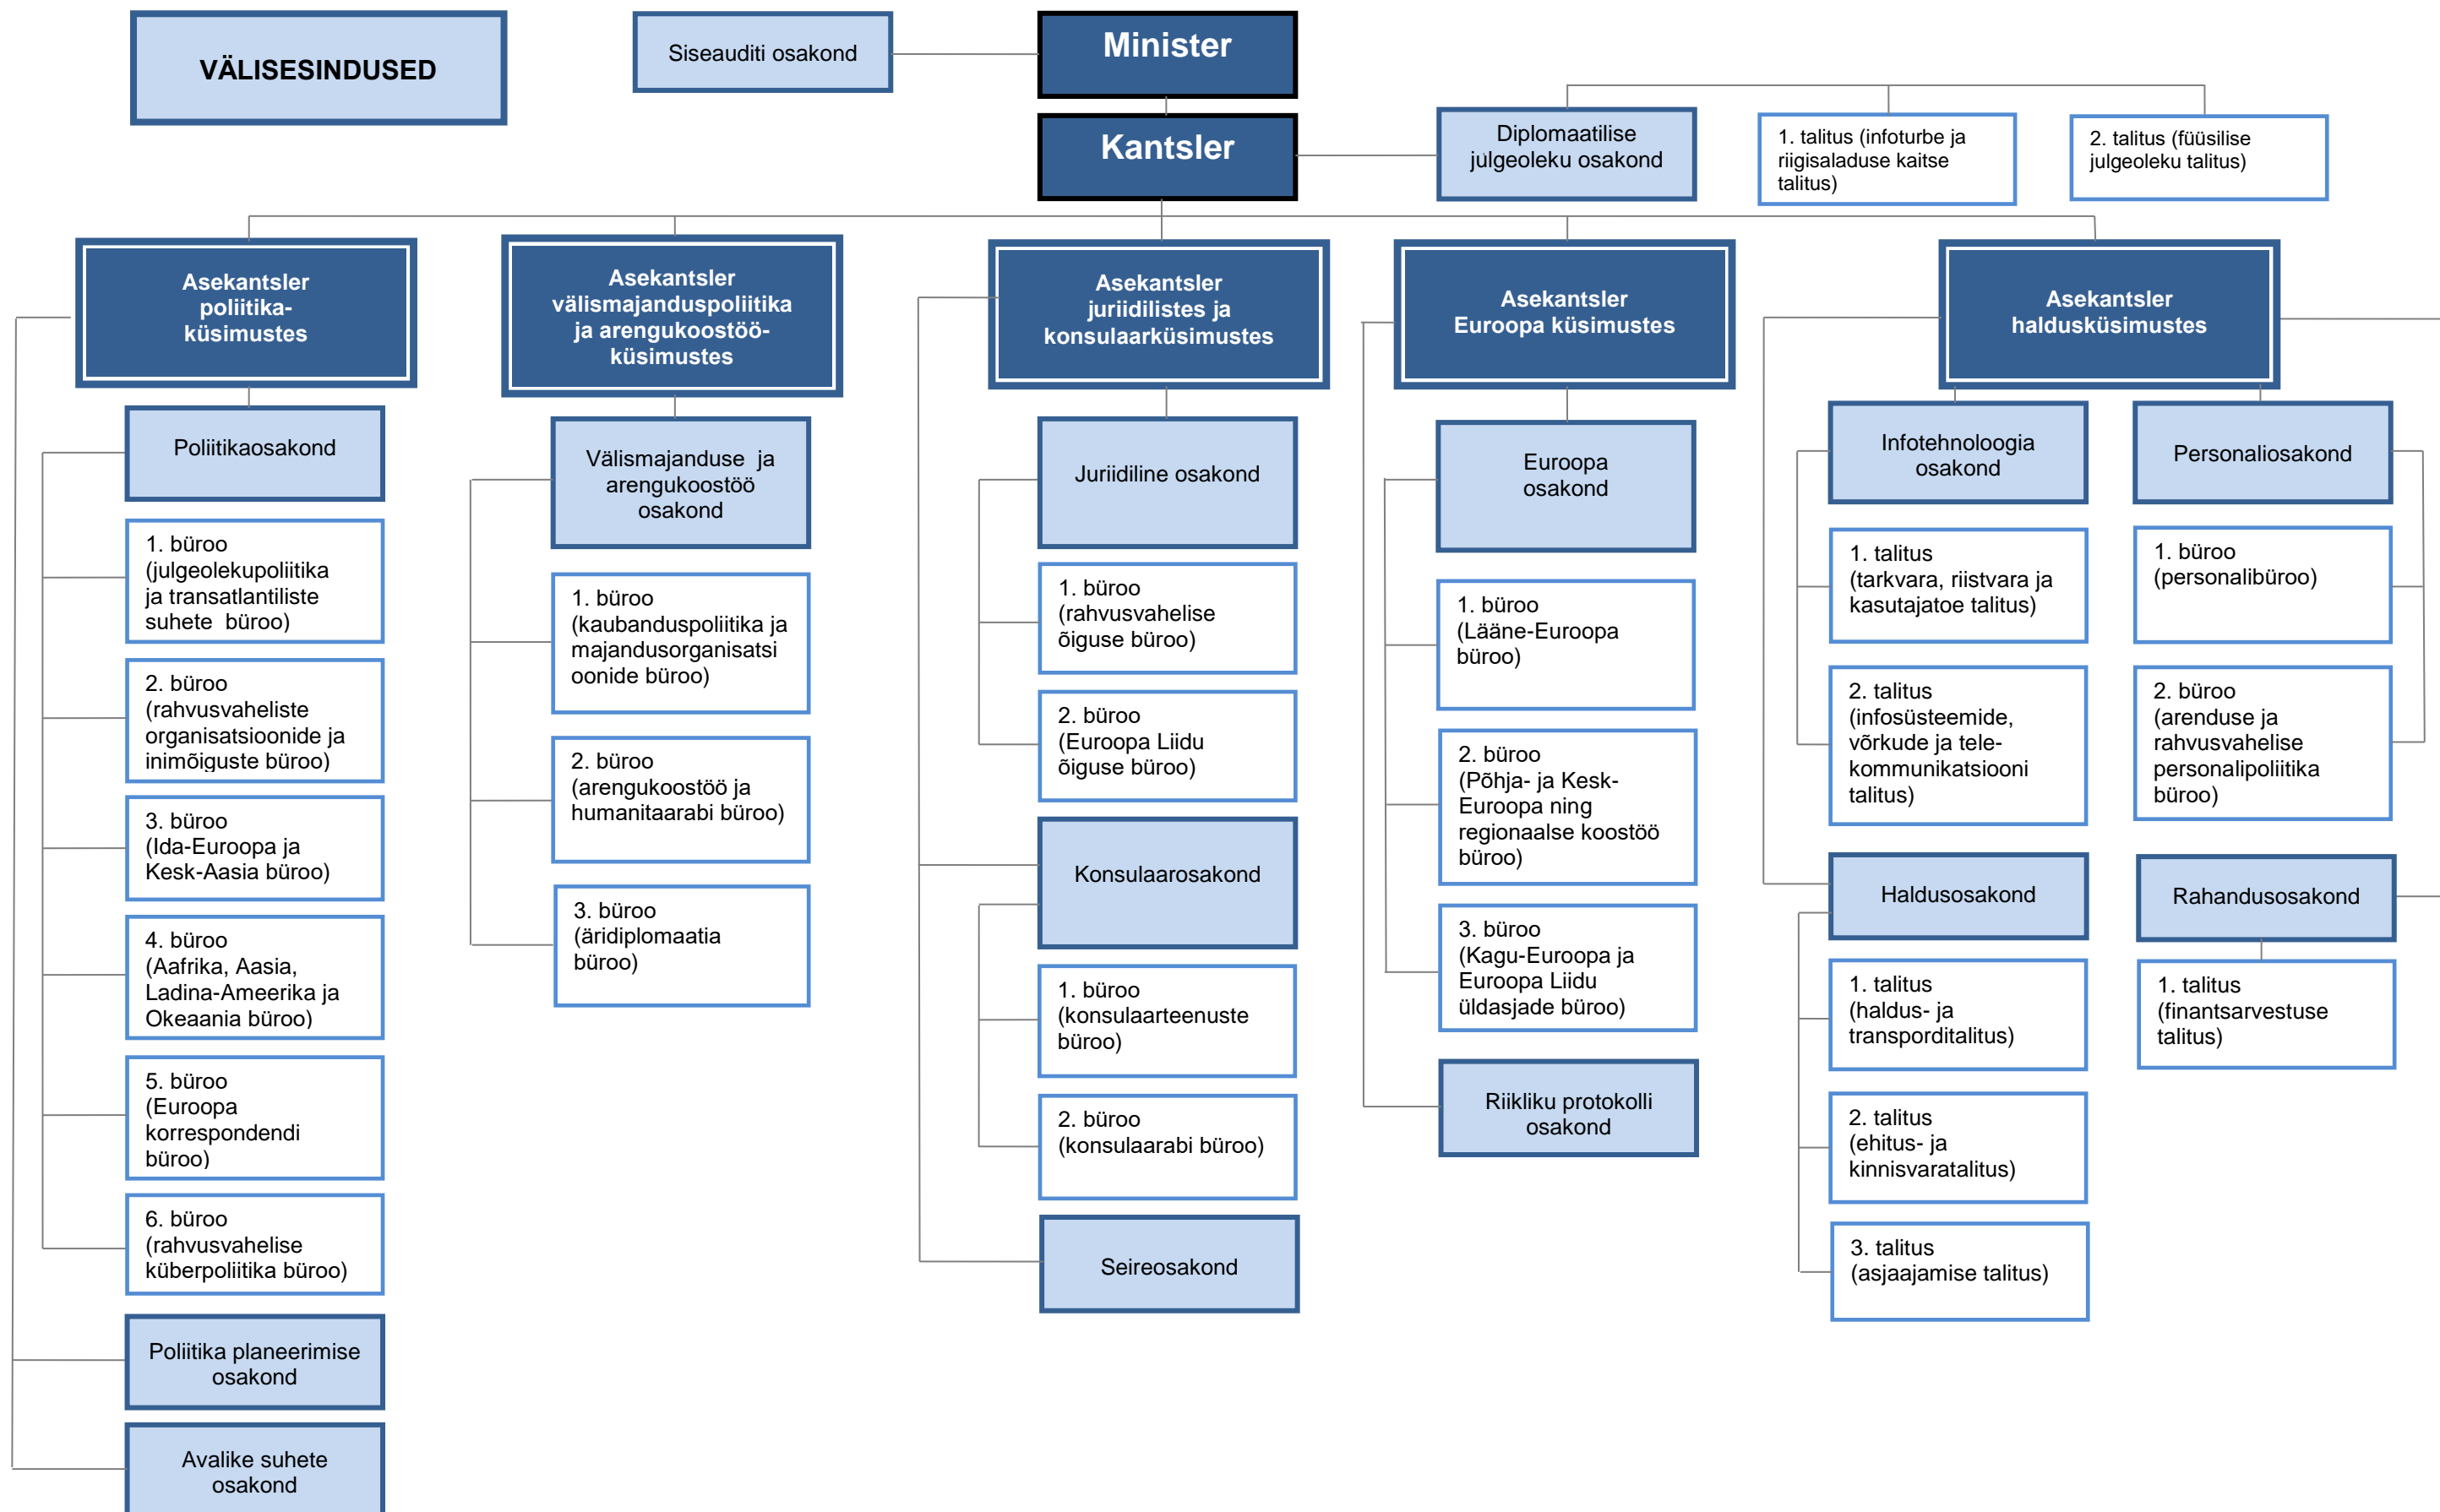 VÄLISESINDUSED
Siseauditi osakond
Minister
Kantsler
Diplomaatilise
julgeoleku osakond
1. talitus (infoturbe ja
riigisaladuse kaitse
talitus)
2. talitus (füüsilise
julgeoleku talitus)
Asekantsler
poliitika-
küsimustes
Poliitikaosakond
1. büroo
(julgeolekupoliitika
ja transatlantiliste
suhete  büroo)
2. büroo
(rahvusvaheliste
organisatsioonide ja
inimõiguste büroo)
3. büroo
(Ida-Euroopa ja
Kesk-Aasia büroo)
4. büroo
(Aafrika, Aasia,
Ladina-Ameerika ja
Okeaania büroo)
5. büroo
(Euroopa
korrespondendi
büroo)
6. büroo
(rahvusvahelise
küberpoliitika büroo)
Poliitika planeerimise
osakond
Avalike suhete
osakond
Asekantsler
välismajanduspoliitika
ja arengukoostöö-
küsimustes
Välismajanduse  ja
arengukoostöö
osakond
1. büroo
(kaubanduspoliitika ja
majandusorganisatsi
oonide büroo)
2. büroo
(arengukoostöö ja
humanitaarabi büroo)
3. büroo
(äridiplomaatia
büroo)
Asekantsler
juriidilistes ja
konsulaarküsimustes
Juriidiline osakond
1. büroo
(rahvusvahelise
õiguse büroo)
2. büroo
(Euroopa Liidu
õiguse büroo)
Konsulaarosakond
1. büroo
(konsulaarteenuste
büroo)
2. büroo
(konsulaarabi büroo)
Seireosakond
Asekantsler
Euroopa küsimustes
Euroopa
osakond
1. büroo
(Lääne-Euroopa
büroo)
2. büroo
(Põhja- ja Kesk-
Euroopa ning
regionaalse koostöö
büroo)
3. büroo
(Kagu-Euroopa ja
Euroopa Liidu
üldasjade büroo)
Riikliku protokolli
osakond
Asekantsler
haldusküsimustes
Infotehnoloogia
osakond
1. talitus
(tarkvara, riistvara ja
kasutajatoe talitus)
2. talitus
(infosüsteemide,
võrkude ja tele-
kommunikatsiooni
talitus)
Haldusosakond
1. talitus
(haldus- ja
transporditalitus)
2. talitus
(ehitus- ja
kinnisvaratalitus)
3. talitus
(asjaajamise talitus)
Personaliosakond
1. büroo
(personalibüroo)
2. büroo
(arenduse ja
rahvusvahelise
personalipoliitika
büroo)
Rahandusosakond
1. talitus
(finantsarvestuse
talitus)